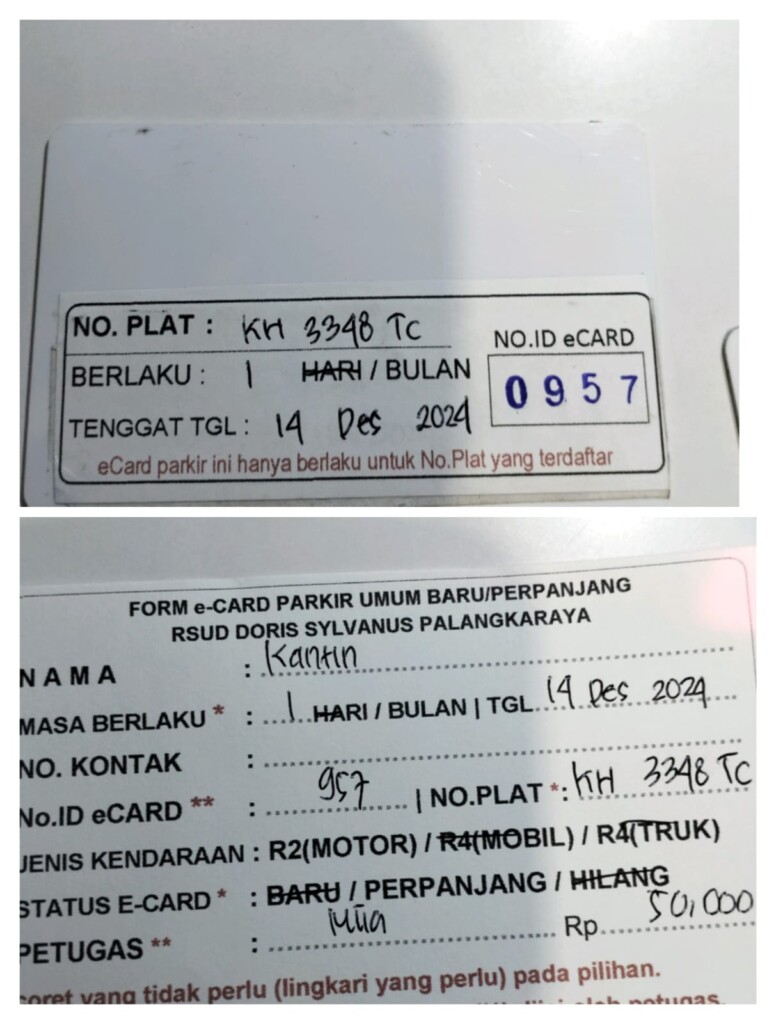 NO. PLAT : KH 3348 TC
NO.ID eCARD
BERLAKU : 1 HARI / BULAN
0957
TENGGAT TGL : 14 Des 2024
eCard parkir ini hanya berlaku untuk No.Plat yang terdaftar
FORM e-CARD PARKIR UMUM BARU/PERPANJANG
RSUD DORIS SYLVANUS PALANGKARAYA
NAMA : Kantin
MASA BERLAKU * : 1 HARI / BULAN | TGL. 14 Des 2024
NO. KONTAK :
No.ID eCARD ** : 957 | NO.PLAT *: KH 3348 TC
JENIS KENDARAAN : R2(MOTOR) / R4(MOBIL) / R4(TRUK)
STATUS E-CARD * : BARU / PERPANJANG / HILANG
PETUGAS ** : Rp. 50,000
coret yang tidak perlu (lingkari yang perlu) pada pilihan.
petugas.